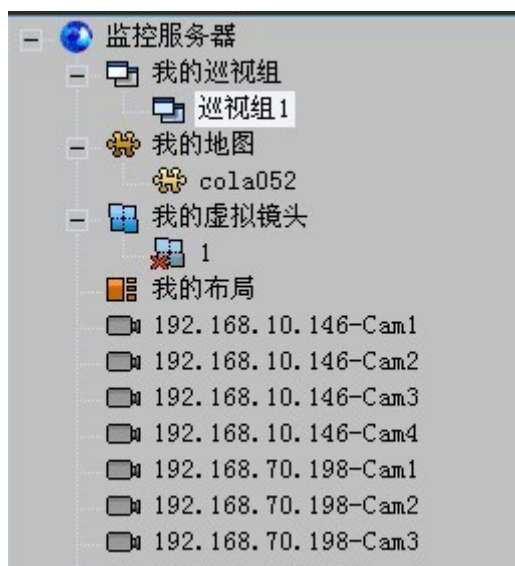 监控服务器
我的巡视组
巡视组1
我的地图
cola052
我的虚拟镜头
1
我的布局
192.168.10.146-Cam1
192.168.10.146-Cam2
192.168.10.146-Cam3
192.168.10.146-Cam4
192.168.70.198-Cam1
192.168.70.198-Cam2
192.168.70.198-Cam3